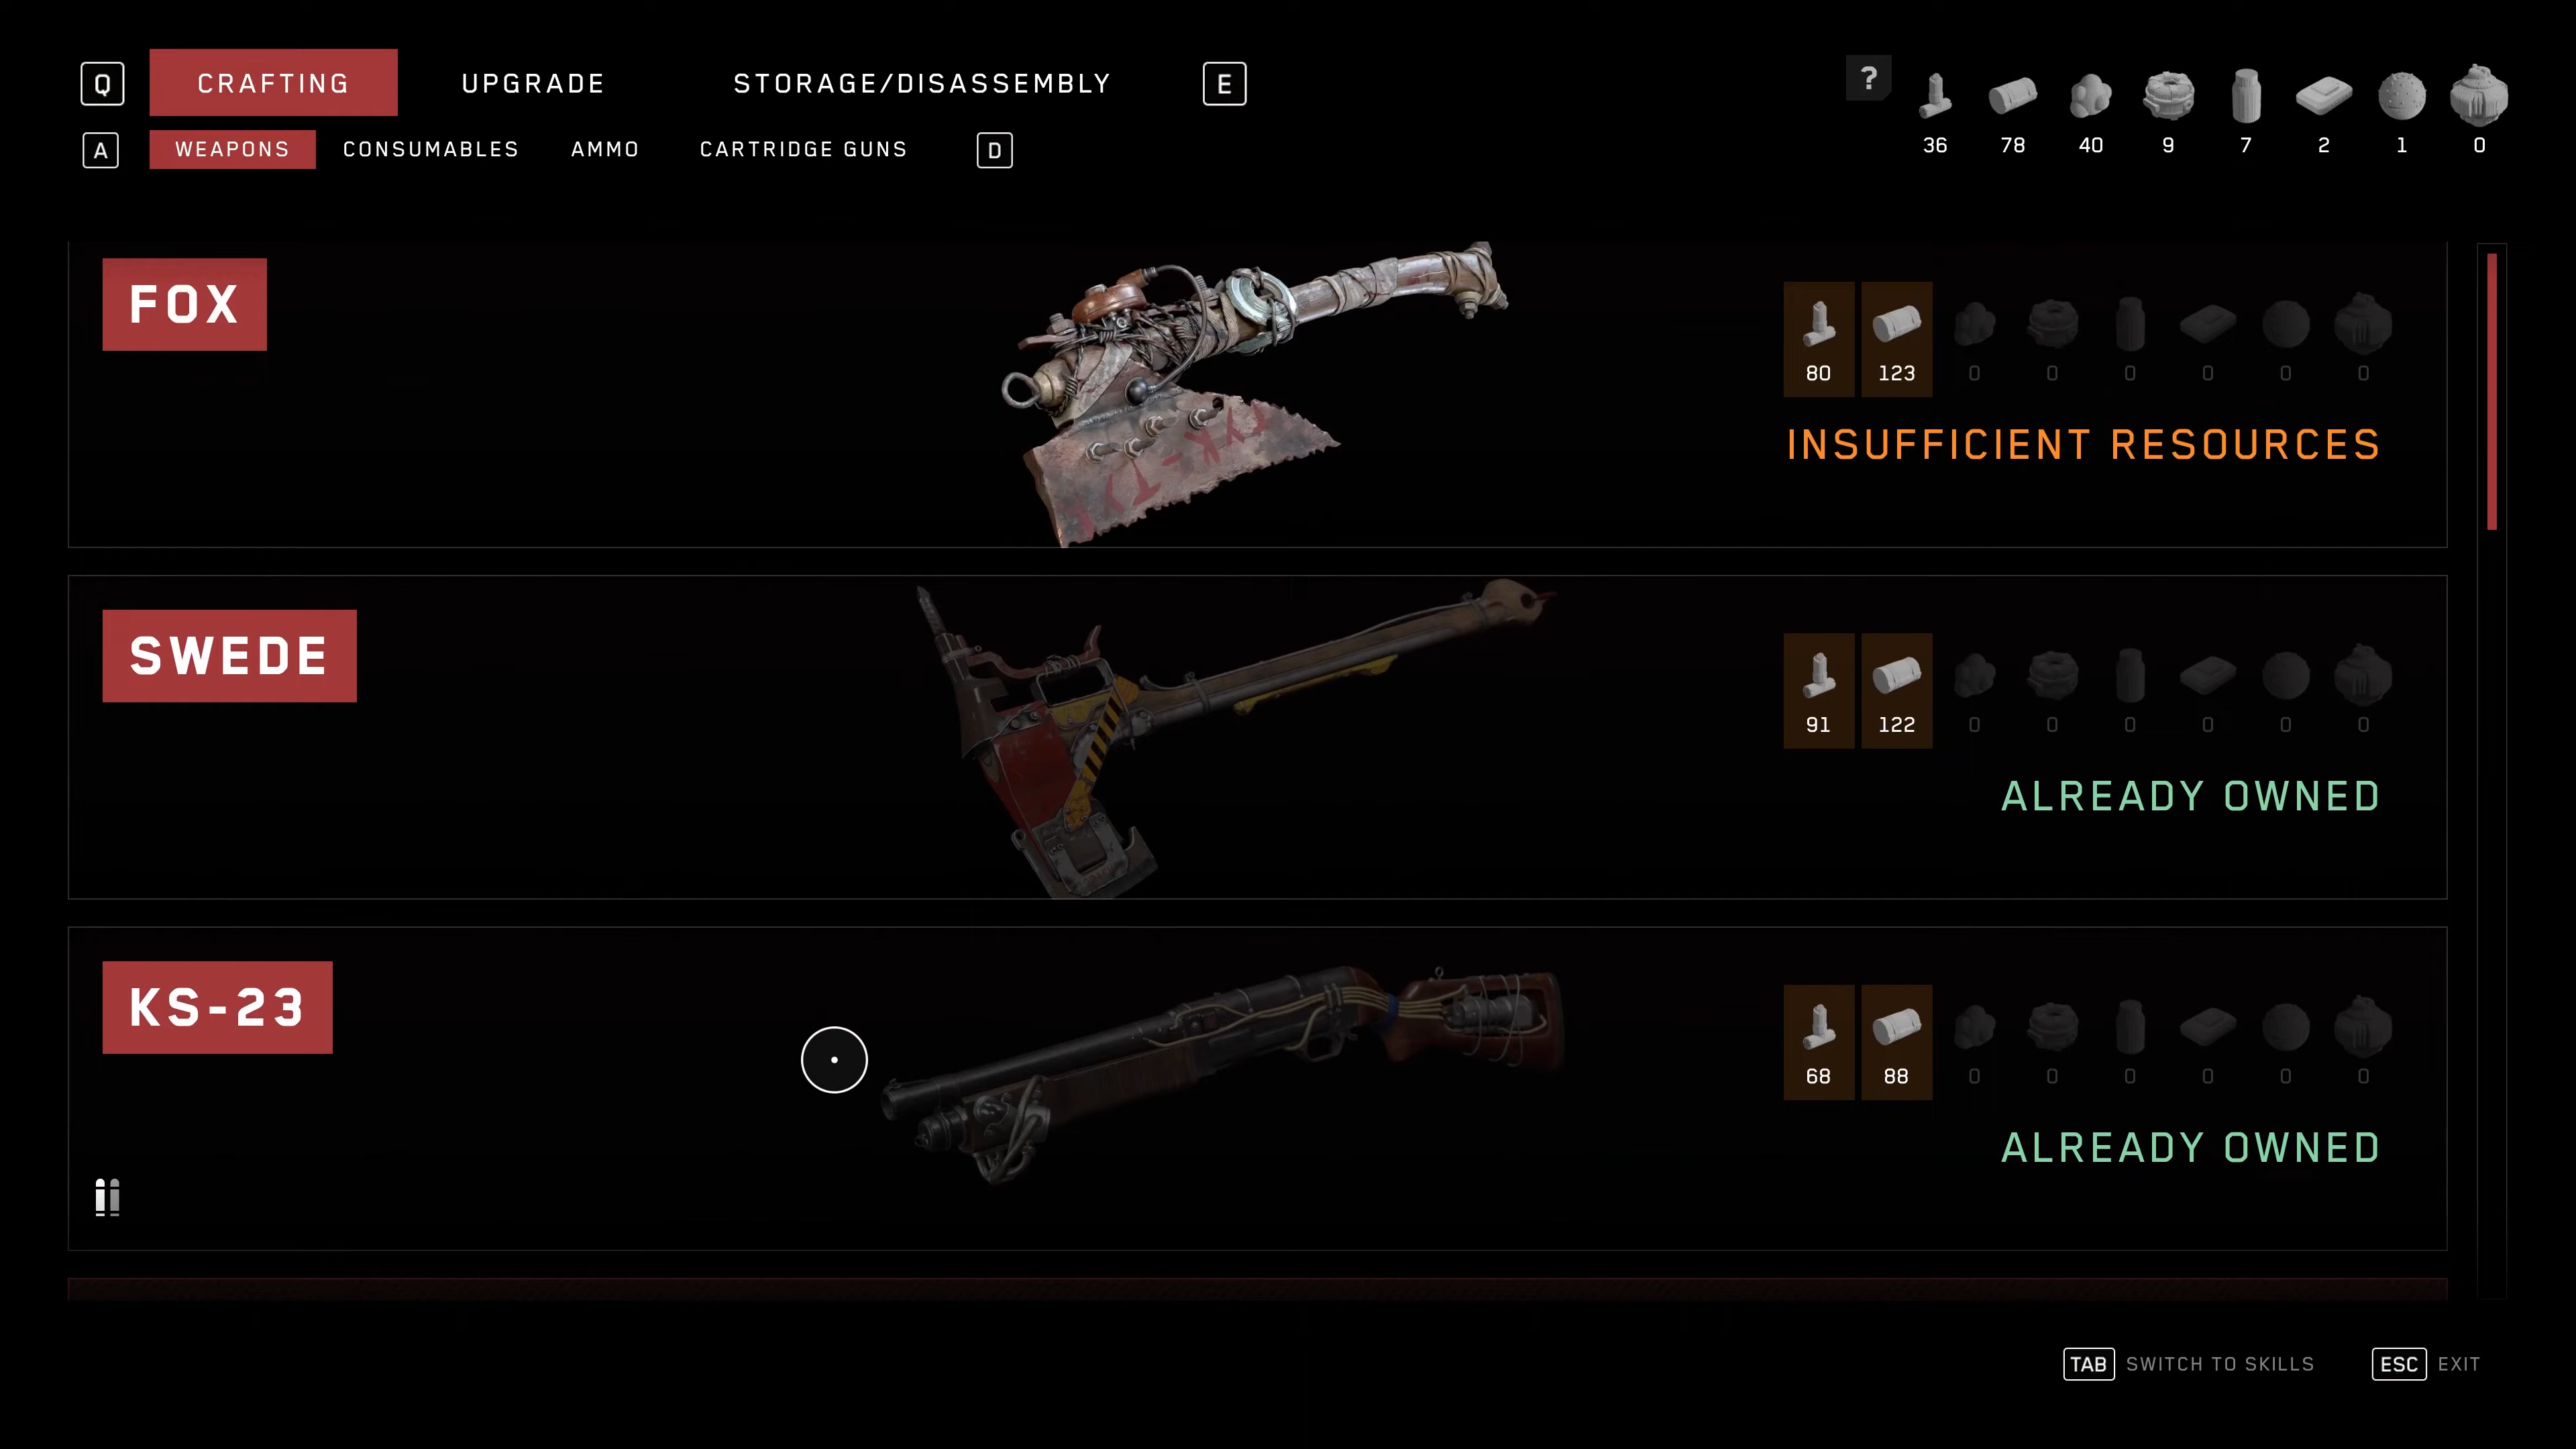 Q CRAFTING UPGRADE STORAGE/DISASSEMBLY E
?
A WEAPONS CONSUMABLES AMMO CARTRIDGE GUNS D
36 78 40 9 7 2 1 0
FOX
80 123 0 0 0 0 0 0
INSUFFICIENT RESOURCES
SWEDE
91 122 0 0 0 0 0 0
ALREADY OWNED
KS-23
68 88 0 0 0 0 0 0
ALREADY OWNED
TAB SWITCH TO SKILLS ESC EXIT